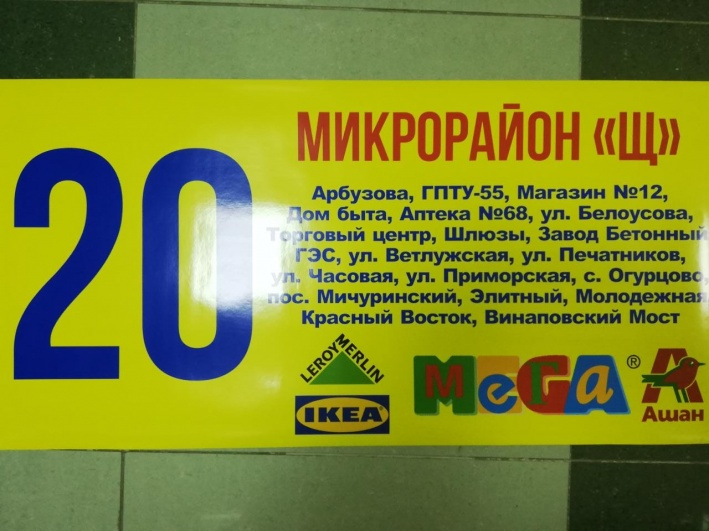 20
МИКРОРАЙОН «Щ»
Арбузова, ГПТУ-55, Магазин №12,
Дом быта, Аптека №68, ул. Белоусова,
Торговый центр, Шлюзы, Завод Бетонный
ГЭС, ул. Ветлужская, ул. Печатников,
ул. Часовая, ул. Приморская, с. Огурцово,
пос. Мичуринский, Элитный, Молодежная
Красный Восток, Винаповский Мост
LEROY MERLIN
IKEA®
МЕГА®
Ашан